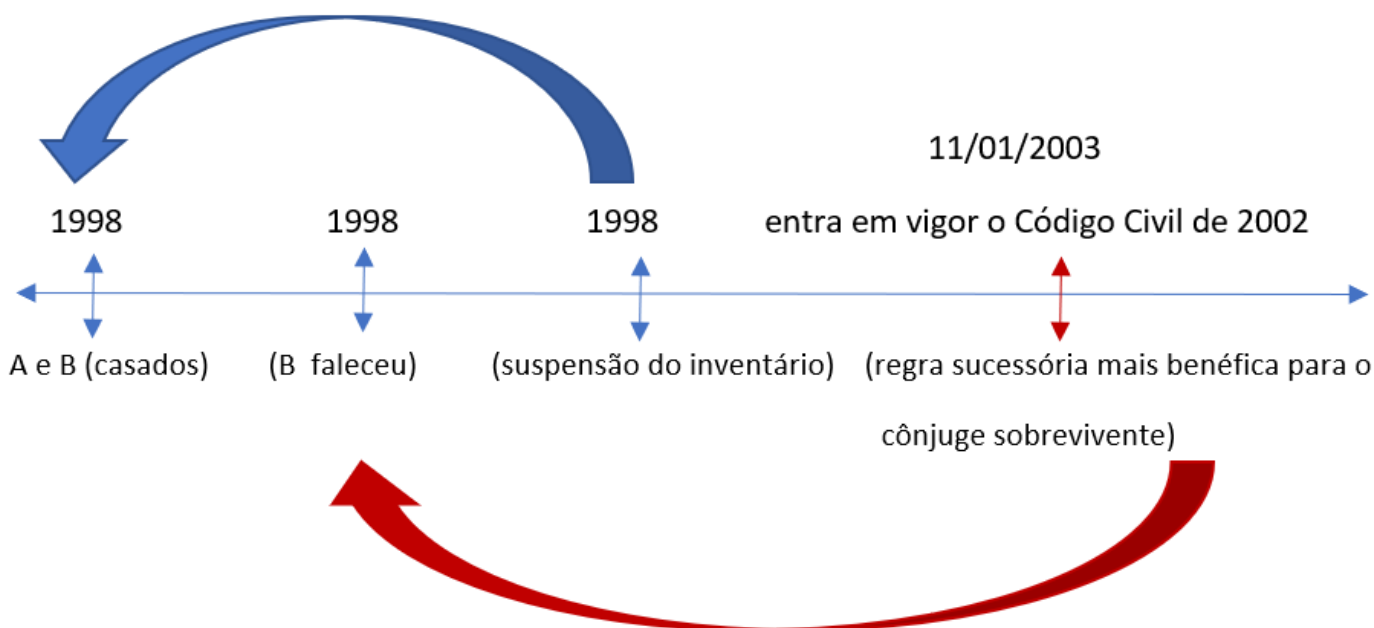 11/01/2003
1998
1998
1998
entra em vigor o Código Civil de 2002
A e B (casados)
(B faleceu)
(suspensão do inventário)
(regra sucessória mais benéfica para o
cônjuge sobrevivente)